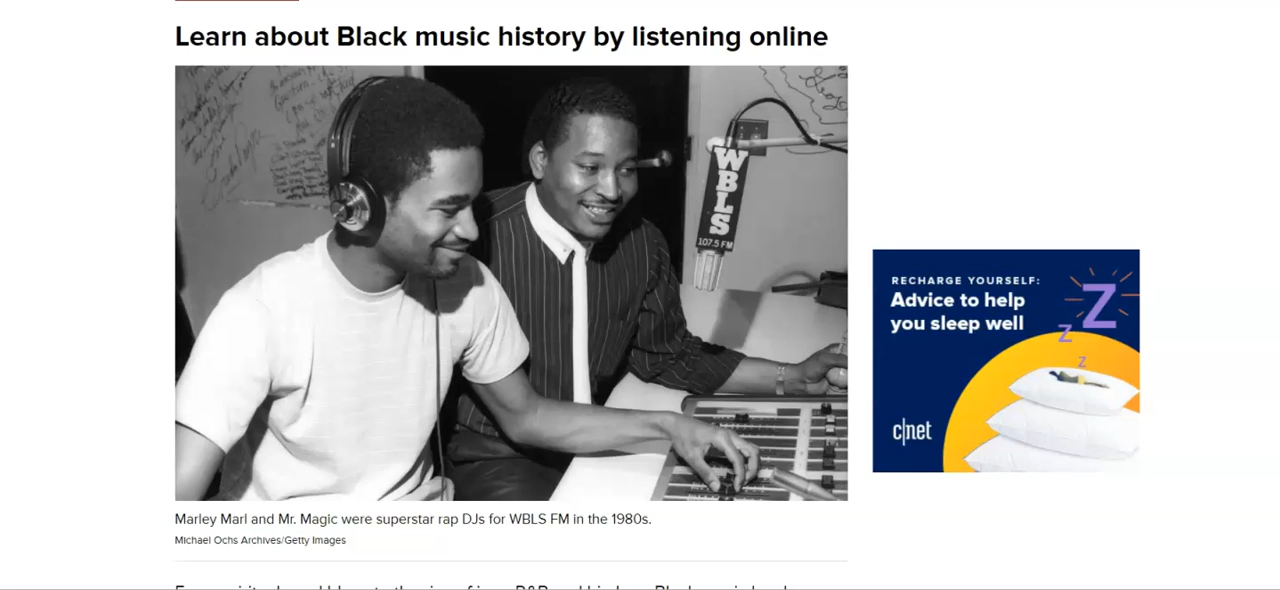 Learn about Black music history by listening online
WBLS
107.5 FM
RECHARGE YOURSELF:
Advice to help
you sleep well
Z
Z
Z
c|net
Marley Marl and Mr. Magic were superstar rap DJs for WBLS FM in the 1980s.
Michael Ochs Archives/Getty Images